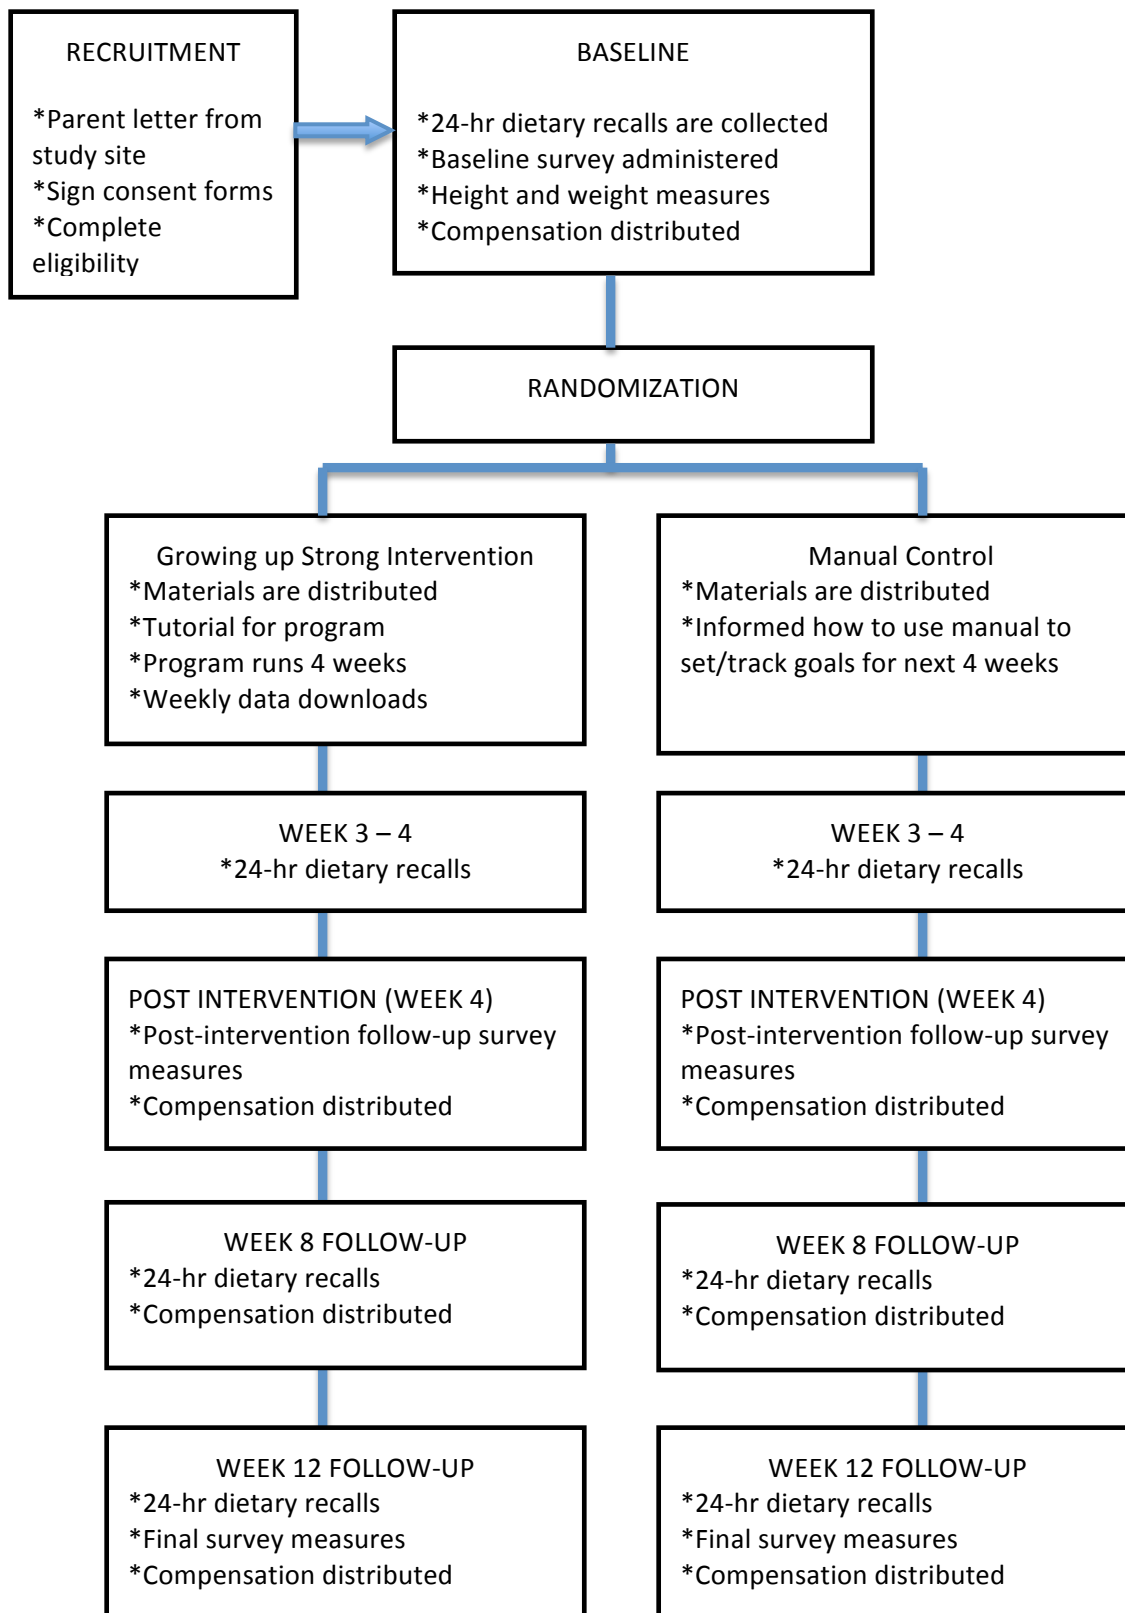 RECRUITMENT
*Parent letter from
study site
*Sign consent forms
*Complete
eligibility
BASELINE
*24-hr dietary recalls are collected
*Baseline survey administered
*Height and weight measures
*Compensation distributed
RANDOMIZATION
Growing up Strong Intervention
*Materials are distributed
*Tutorial for program
*Program runs 4 weeks
*Weekly data downloads
Manual Control
*Materials are distributed
*Informed how to use manual to
set/track goals for next 4 weeks
WEEK 3 – 4
*24-hr dietary recalls
WEEK 3 – 4
*24-hr dietary recalls
POST INTERVENTION (WEEK 4)
*Post-intervention follow-up survey
measures
*Compensation distributed
POST INTERVENTION (WEEK 4)
*Post-intervention follow-up survey
measures
*Compensation distributed
WEEK 8 FOLLOW-UP
*24-hr dietary recalls
*Compensation distributed
WEEK 8 FOLLOW-UP
*24-hr dietary recalls
*Compensation distributed
WEEK 12 FOLLOW-UP
*24-hr dietary recalls
*Final survey measures
*Compensation distributed
WEEK 12 FOLLOW-UP
*24-hr dietary recalls
*Final survey measures
*Compensation distributed